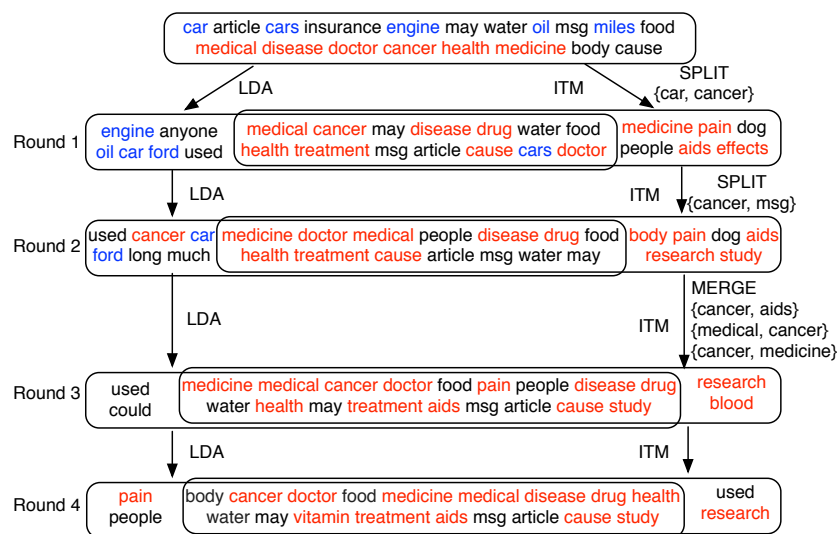 car article cars insurance engine may water oil msg miles food
medical disease doctor cancer health medicine body cause
LDA
ITM
SPLIT
{car, cancer}
Round 1
engine anyone
oil car ford used
medical cancer may disease drug water food
health treatment msg article cause cars doctor
medicine pain dog
people aids effects
LDA
ITM
SPLIT
{cancer, msg}
Round 2
used cancer car
ford long much
medicine doctor medical people disease drug food
health treatment cause article msg water may
body pain dog aids
research study
LDA
ITM
MERGE
{cancer, aids}
{medical, cancer}
{cancer, medicine}
Round 3
used
could
medicine medical cancer doctor food pain people disease drug
water health may treatment aids msg article cause study
research
blood
LDA
ITM
Round 4
pain
people
body cancer doctor food medicine medical disease drug health
water may vitamin treatment aids msg article cause study
used
research